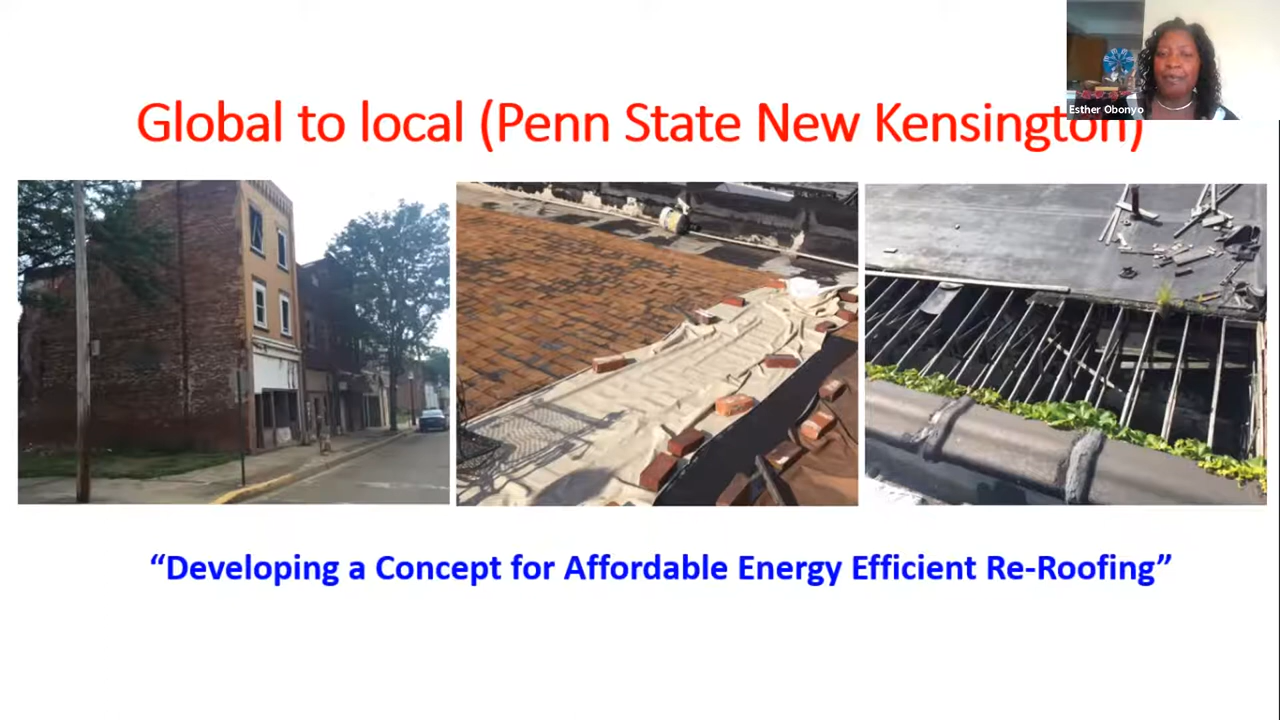 Global to local (Penn State New Kensington)
Esther Obonyo
“Developing a Concept for Affordable Energy Efficient Re-Roofing”